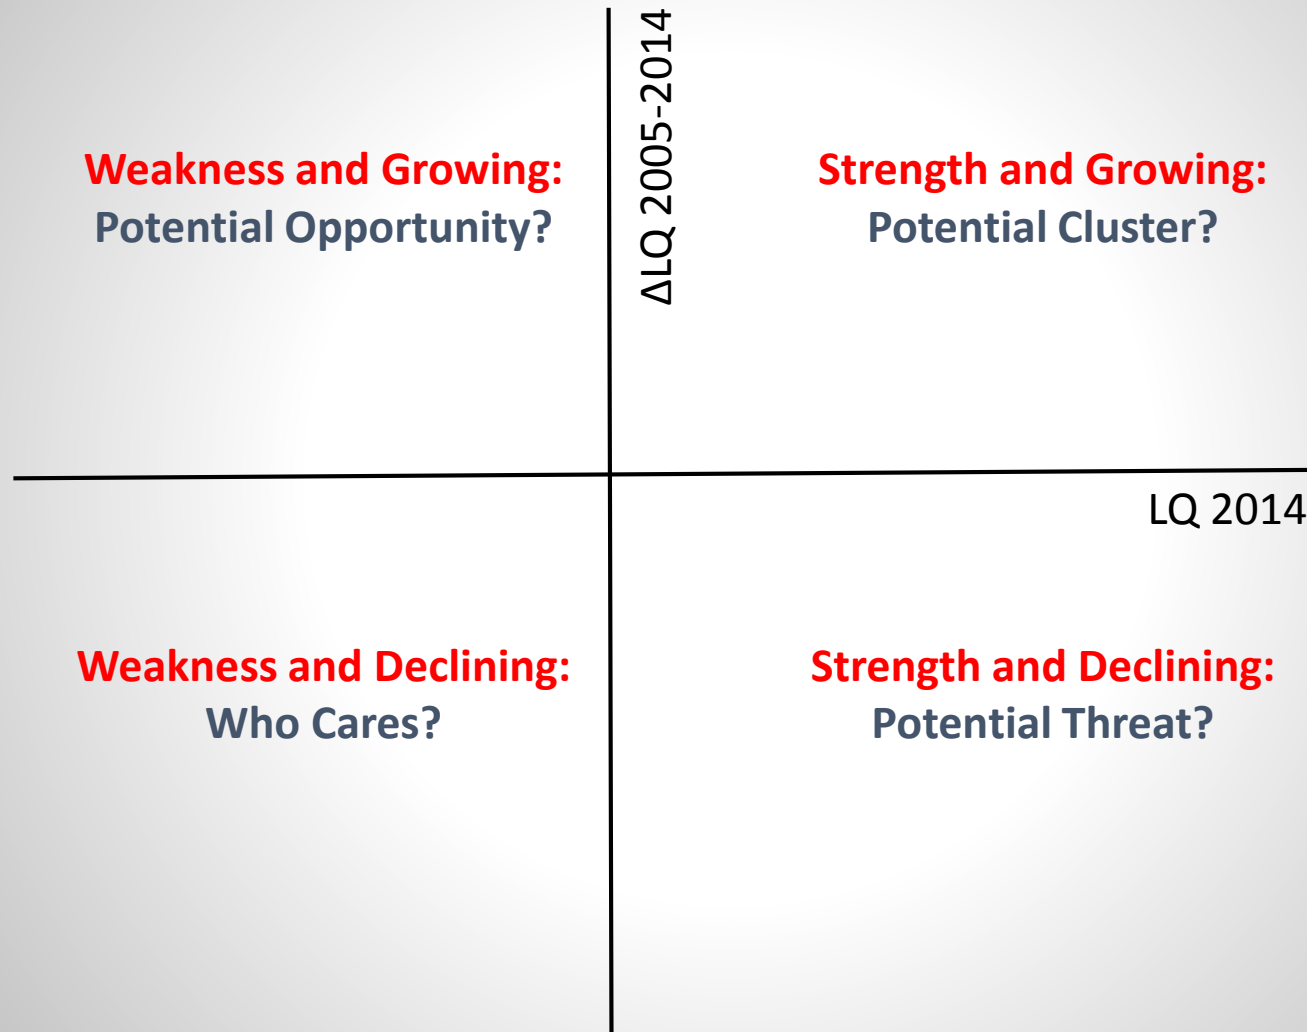 ΔLQ 2005-2014
Weakness and Growing:
Potential Opportunity?
Strength and Growing:
Potential Cluster?
LQ 2014
Weakness and Declining:
Who Cares?
Strength and Declining:
Potential Threat?